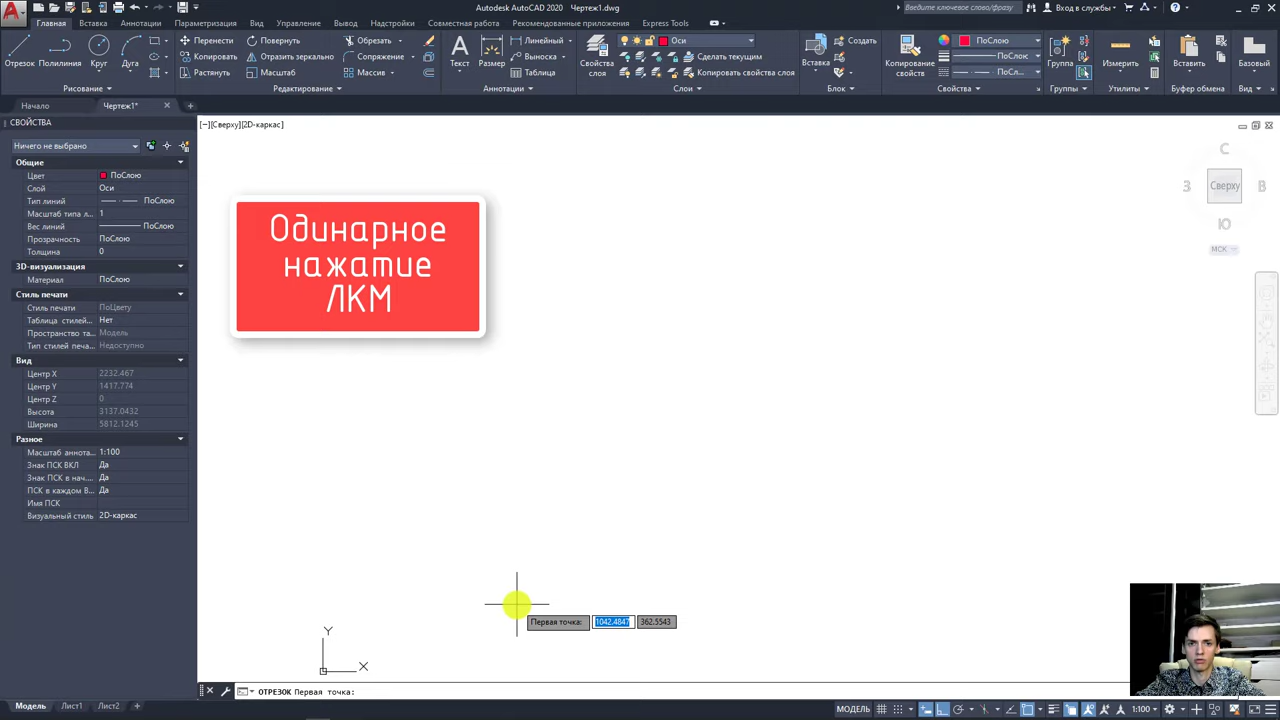 Autodesk AutoCAD 2020 Чертеж1.dwg
Введите ключевое слово/фразу
Вход в службы
Главная Вставка Аннотации Параметризация Вид Управление Вывод Надстройки Совместная работа Рекомендованные приложения Express Tools
Отрезок Полилиния Круг Дуга
Рисование
Перенести Повернуть Обрезать
Копировать Отразить зеркально Сопряжение
Растянуть Масштаб Массив
Редактирование
Текст Размер
Линейный
Выноска
Таблица
Аннотации
Свойства слоя
Оси
Сделать текущим
Копировать свойства слоя
Слои
Вставка
Создать
Редактировать
Блок
Копирование свойств
ПоСлою
ПоСлою
ПоСл...
Свойства
Группа
Группы
Измерить
Утилиты
Вставить
Буфер обмена
Базовый
Вид
Начало Чертеж1*
СВОЙСТВА
Ничего не выбрано
Общие
Цвет ПоСлою
Слой Оси
Тип линий ПоСлою
Масштаб типа л... 1
Вес линий ПоСлою
Прозрачность ПоСлою
Толщина 0
3D-визуализация
Материал ПоСлою
Стиль печати
Стиль печати ПоЦвету
Таблица стилей... Нет
Пространство та... Модель
Тип стилей печа... Недоступно
Вид
Центр X 2232.467
Центр Y 1417.774
Центр Z 0
Высота 3137.0432
Ширина 5812.1245
Разное
Масштаб аннота... 1:100
Знак ПСК ВКЛ Да
Знак ПСК в нач.... Да
ПСК в каждом В... Да
Имя ПСК
Визуальный стиль 2D-каркас
[−][Сверху][2D-каркас]
Одинарное
нажатие
ЛКМ
С
З Сверху В
Ю
МСК
Первая точка: 1042.4847 362.5543
Y
X
ОТРЕЗОК Первая точка:
Модель Лист1 Лист2 +
МОДЕЛЬ 1:100